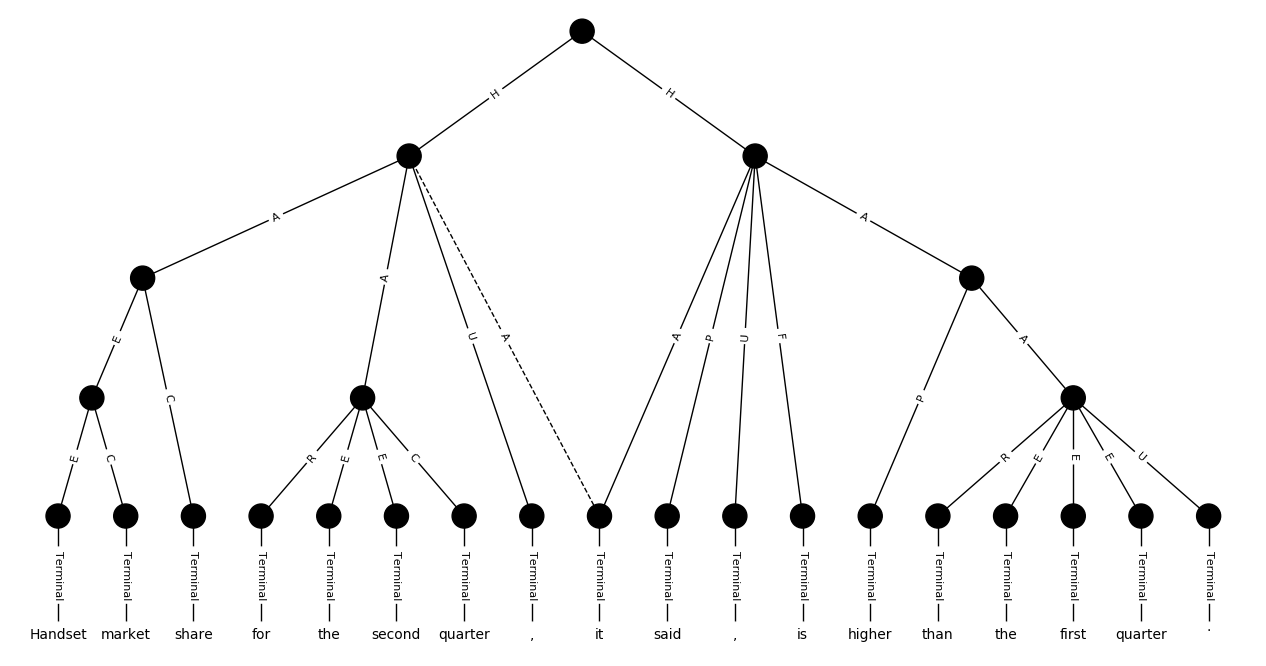 H H
A A
A
E A U A A P U F A
E C P
E C R E E C R E E E U
Terminal Terminal Terminal Terminal Terminal Terminal Terminal Terminal Terminal Terminal Terminal Terminal Terminal Terminal Terminal Terminal Terminal Terminal
Handset market share for the second quarter , it said , is higher than the first quarter .